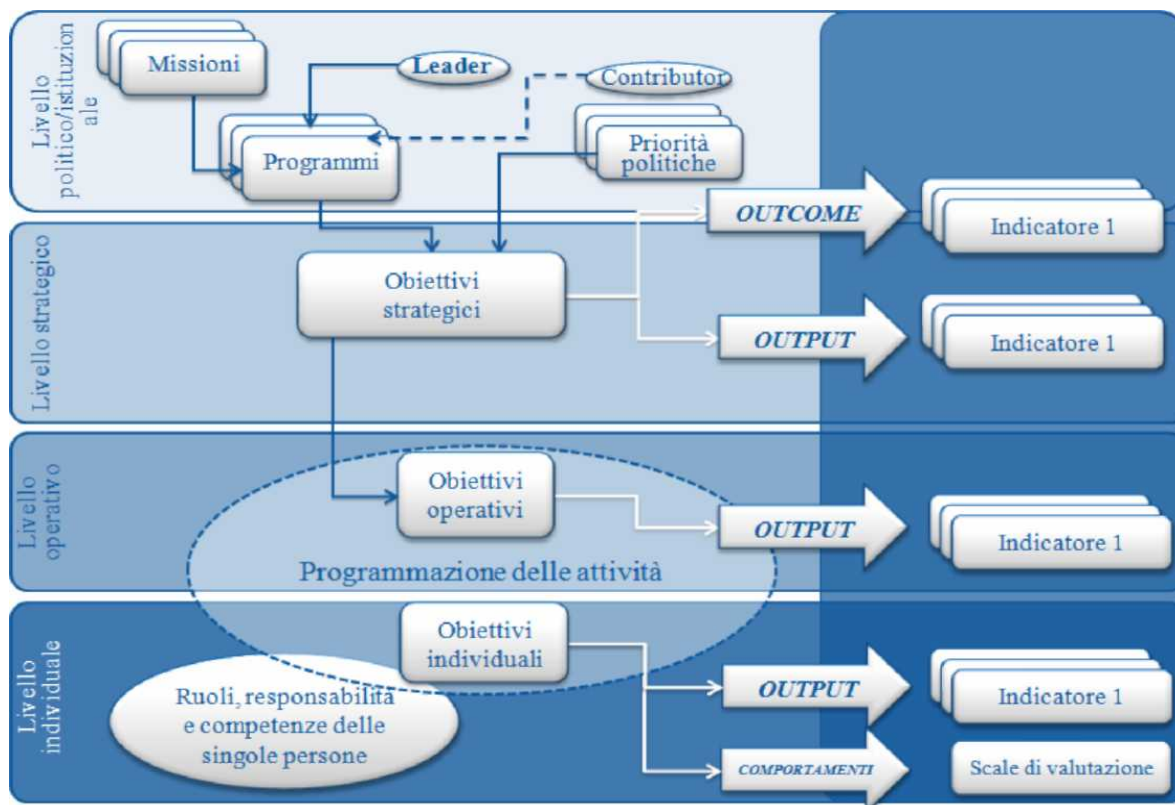 Livello
politico/istituzion
ale
Missioni
Leader
Contributor
Programmi
Priorità
politiche
OUTCOME
Indicatore 1
Livello strategico
Obiettivi
strategici
OUTPUT
Indicatore 1
Livello
operativo
Obiettivi
operativi
OUTPUT
Indicatore 1
Programmazione delle attività
Livello
individuale
Obiettivi
individuali
Ruoli, responsabilità
e competenze delle
singole persone
OUTPUT
Indicatore 1
COMPORTAMENTI
Scale di valutazione